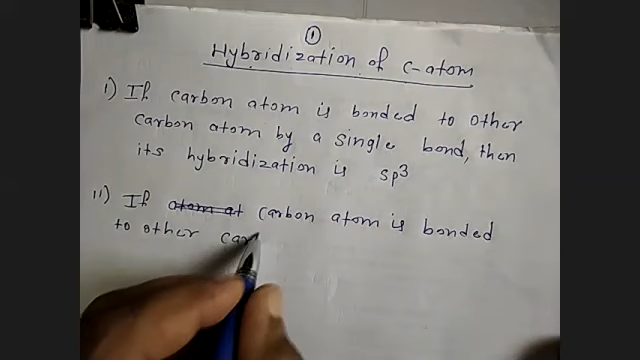 1
Hybridization of C-atom
i) If carbon atom is bonded to other
carbon atom by a single bond, then
its hybridization is sp³
ii) If atom at carbon atom is bonded
to other car